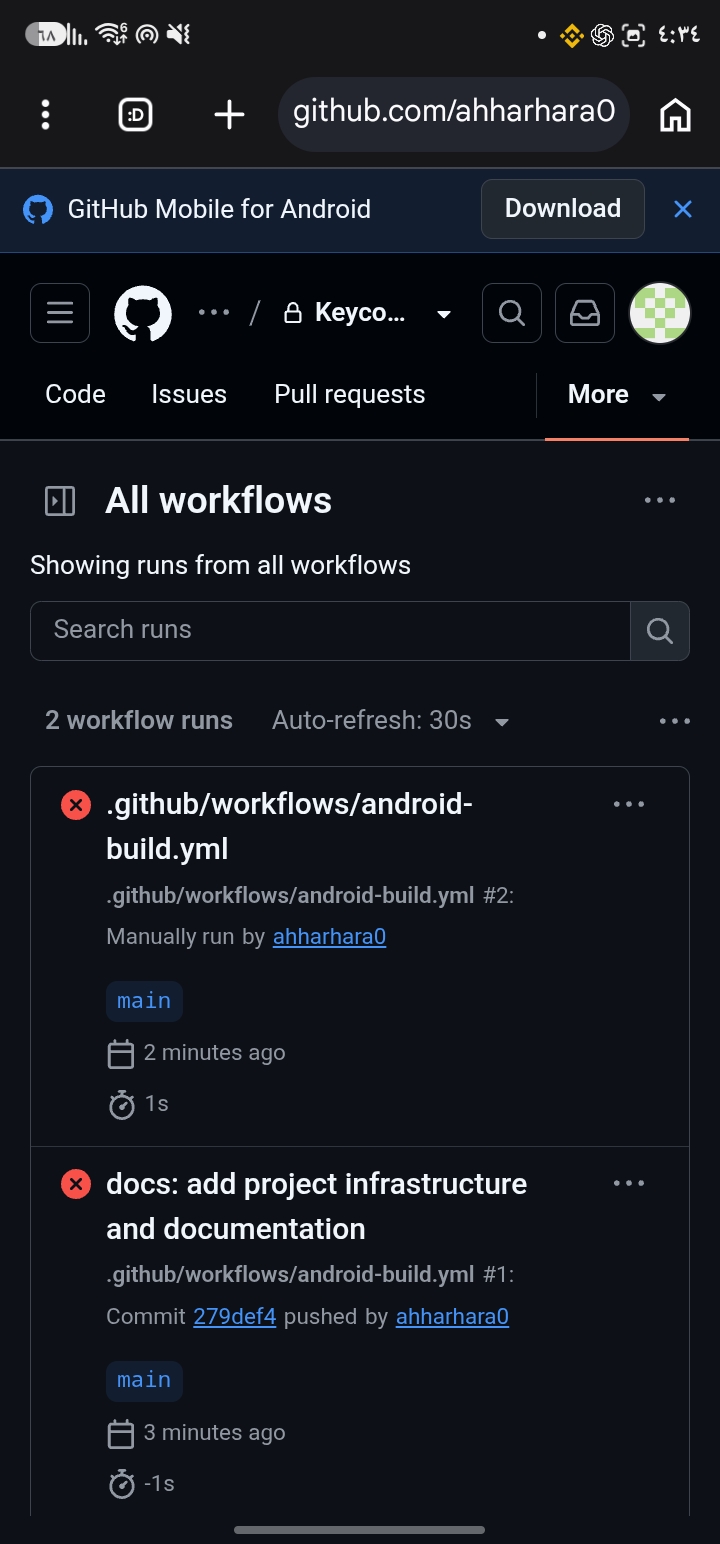 ٦٨
6
٤:٣٤
:D
github.com/ahharhara0
GitHub Mobile for Android
Download
/
Keyco...
Code
Issues
Pull requests
More
All workflows
Showing runs from all workflows
Search runs
2 workflow runs
Auto-refresh: 30s
.github/workflows/android-
build.yml
.github/workflows/android-build.yml #2:
Manually run by ahharhara0
main
2 minutes ago
1s
docs: add project infrastructure
and documentation
.github/workflows/android-build.yml #1:
Commit 279def4 pushed by ahharhara0
main
3 minutes ago
-1s